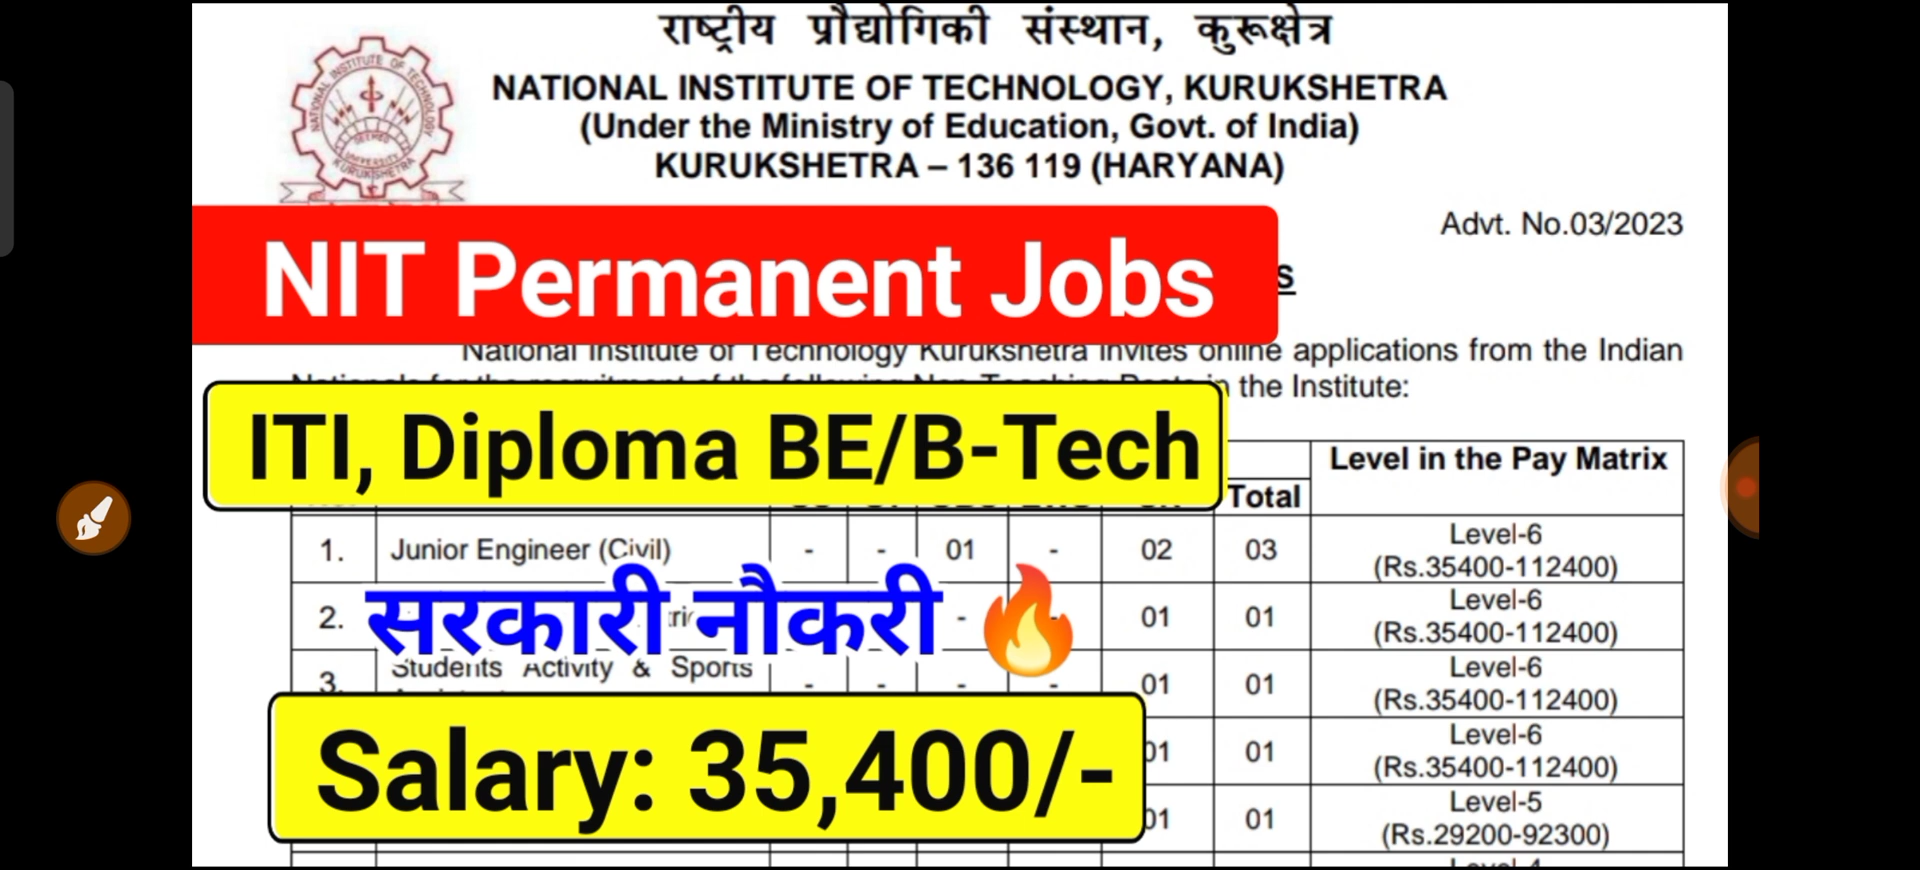 राष्ट्रीय प्रौद्योगिकी संस्थान, कुरूक्षेत्र
NATIONAL INSTITUTE OF TECHNOLOGY, KURUKSHETRA
(Under the Ministry of Education, Govt. of India)
KURUKSHETRA – 136 119 (HARYANA)
Advt. No.03/2023
NIT Permanent Jobs
National Institute of Technology Kurukshetra invites online applications from the Indian
in the Institute:
ITI, Diploma BE/B-Tech
Level in the Pay Matrix
Total
1. Junior Engineer (Civil) - - 01 - 02 03 Level-6
(Rs.35400-112400)
2. - - 01 01 Level-6
(Rs.35400-112400)
सरकारी नौकरी 🔥
3. Students Activity & Sports - - - - 01 01 Level-6
(Rs.35400-112400)
01 01 Level-6
(Rs.35400-112400)
Salary: 35,400/-
01 01 Level-5
(Rs.29200-92300)